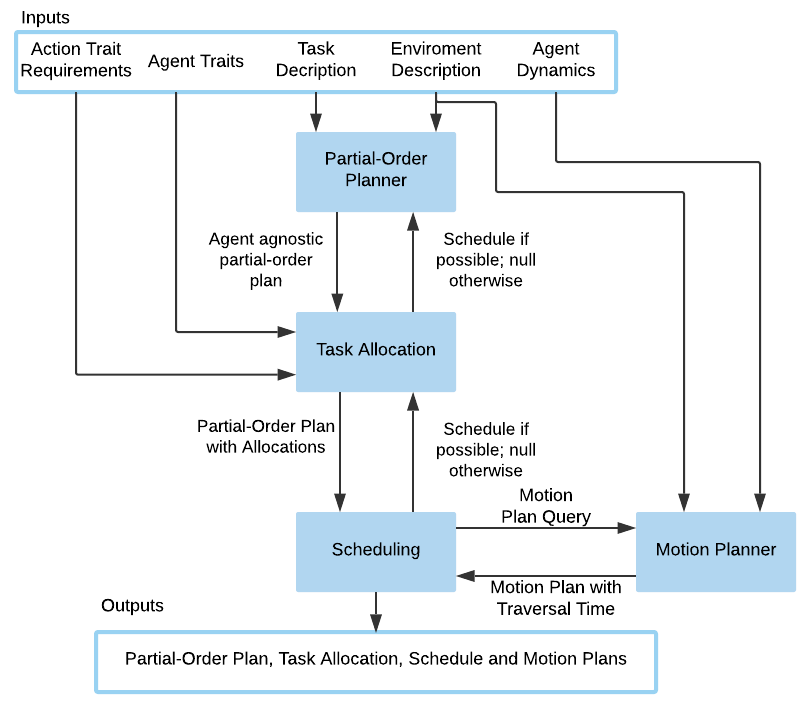 Inputs
Action Trait
Requirements
Agent Traits
Task
Decription
Enviroment
Description
Agent
Dynamics
Partial-Order
Planner
Agent agnostic
partial-order
plan
Schedule if
possible; null
otherwise
Task Allocation
Partial-Order Plan
with Allocations
Schedule if
possible; null
otherwise
Motion
Plan Query
Scheduling
Motion Planner
Motion Plan with
Traversal Time
Outputs
Partial-Order Plan, Task Allocation, Schedule and Motion Plans